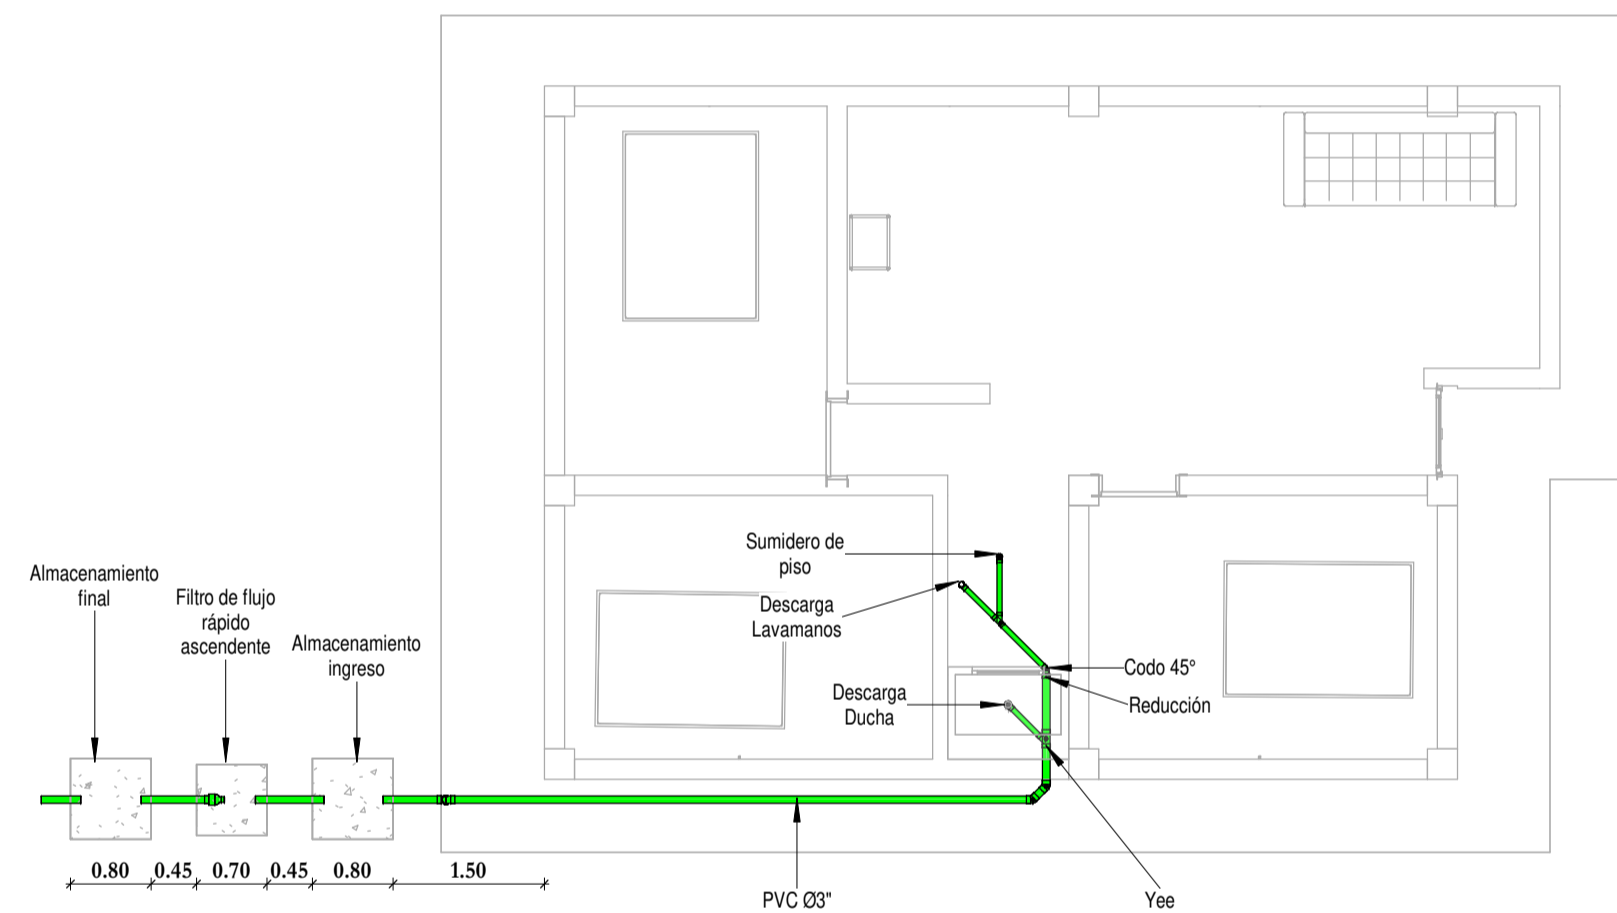 Sumidero de
piso
Almacenamiento
final
Filtro de flujo
rápido
ascendente
Almacenamiento
ingreso
Descarga
Lavamanos
Codo 45°
Descarga
Ducha
Reducción
0.80 0.45 0.70 0.45 0.80 1.50
PVC Ø3"
Yee